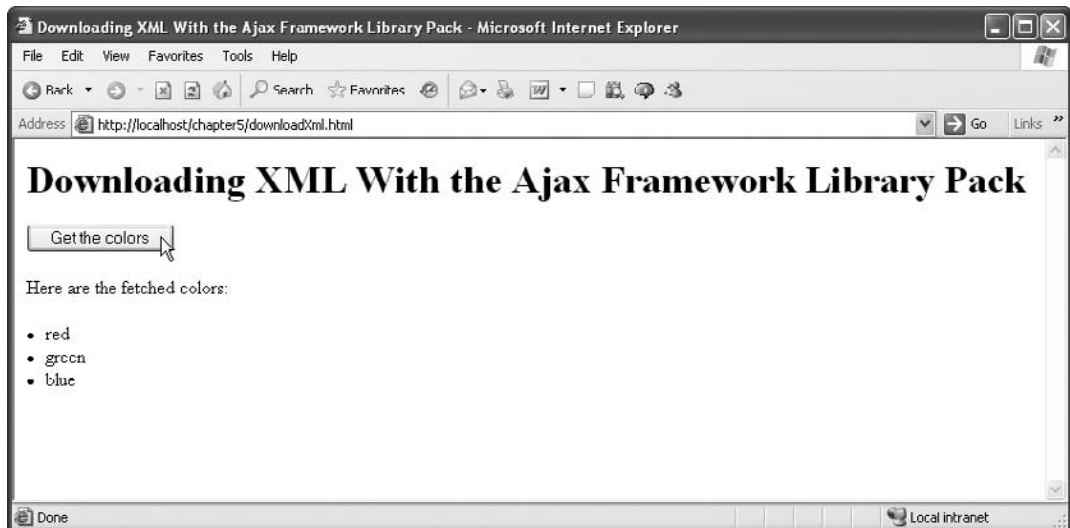 Downloading XML With the Ajax Framework Library Pack - Microsoft Internet Explorer
File Edit View Favorites Tools Help
Back Search Favorites
Address http://localhost/chapter5/downloadXml.html Go Links »
Downloading XML With the Ajax Framework Library Pack
Get the colors
Here are the fetched colors:
• red
• green
• blue
Done Local intranet